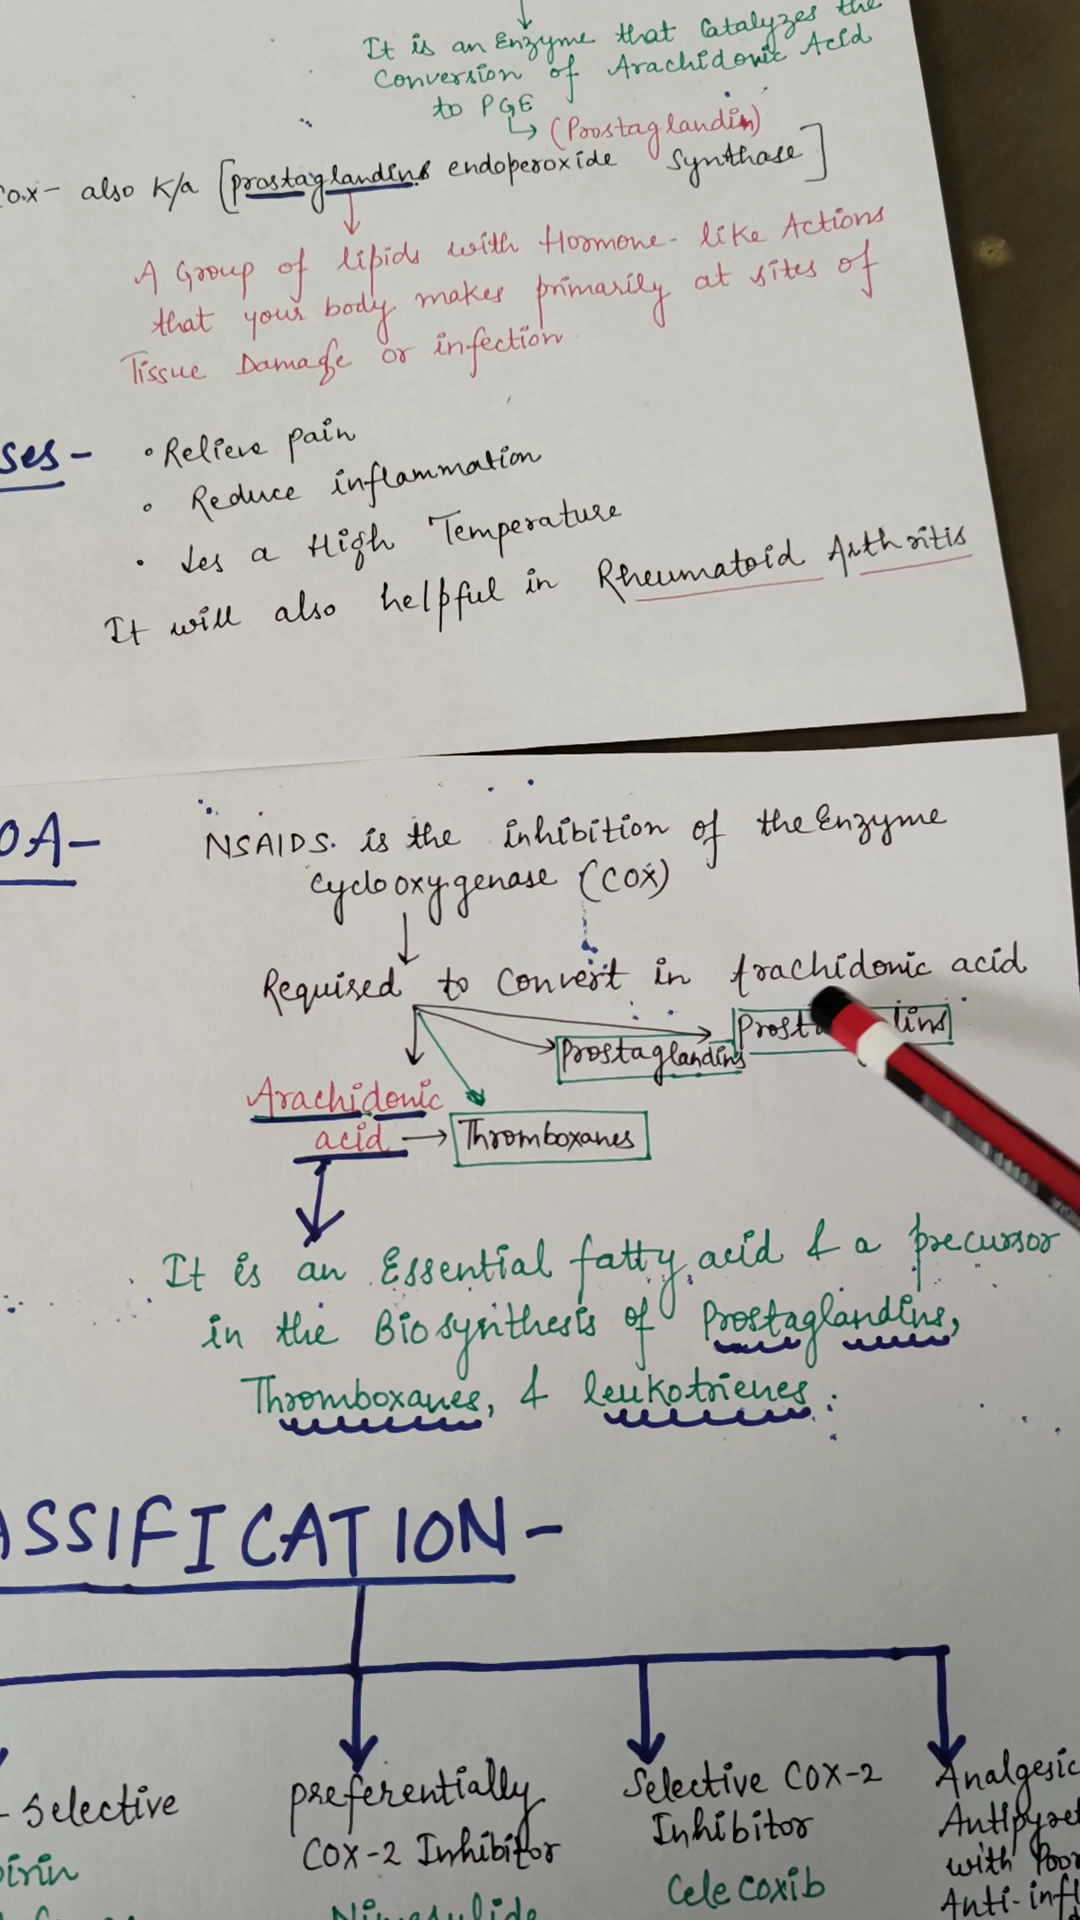 It is an Enzyme that Catalyzes the
Conversion of Arachidonic Acid
to PGE
(Prostaglandin)
also K/a [prostaglandins endoperoxide Synthase]
A Group of lipids with Hormone-like Actions
that your body makes primarily at sites of
Tissue Damage or infection
• Relieve pain
• Reduce inflammation
• ↓es a High Temperature
It will also helpful in Rheumatoid Arthritis
NSAIDS. is the inhibition of the Enzyme
Cyclooxygenase (COX)
Required to Convert in Arachidonic acid
Prostaglandins
Arachidonic
acid → Thromboxanes
It is an Essential fatty acid & a precursor
in the Biosynthesis of Prostaglandins,
Thromboxanes, & leukotrienes.
ASSIFICATION-
- Selective
preferentially
COX-2 Inhibitor
Selective COX-2
Inhibitor
Celecoxib
Analgesic
with Poor